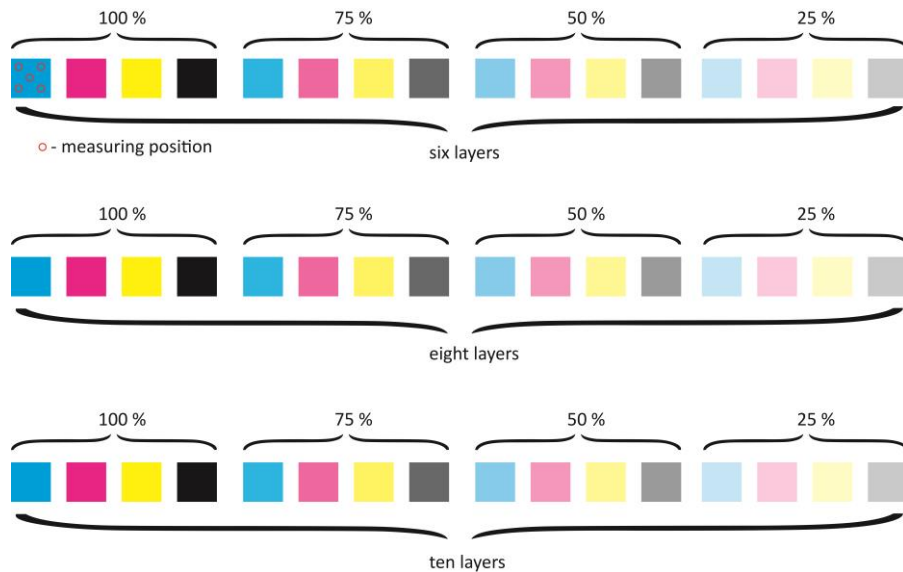 100 % 75 % 50 % 25 %
o - measuring position
six layers
100 % 75 % 50 % 25 %
eight layers
100 % 75 % 50 % 25 %
ten layers